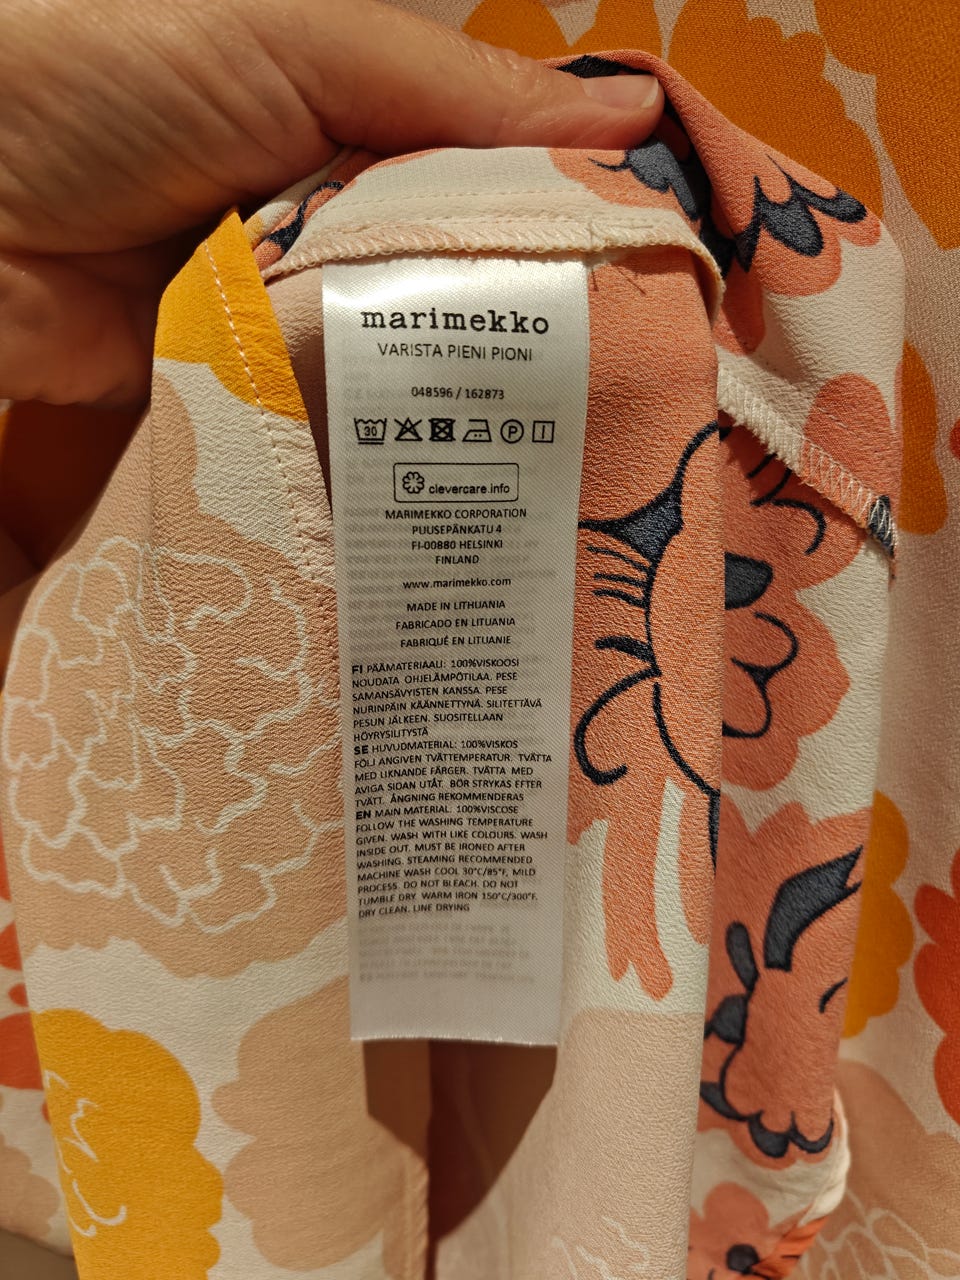 marimekko
VARISTA PIENI PIONI
048596 / 162873
30
P
clevercare.info
MARIMEKKO CORPORATION
PUUSEPÄNKATU 4
FI-00880 HELSINKI
FINLAND
www.marimekko.com
MADE IN LITHUANIA
FABRICADO EN LITUANIA
FABRIQUÉ EN LITUANIE
FI PÄÄMATERIAALI: 100%VISKOOSI
NOUDATA OHJELÄMPÖTILAA. PESE
SAMANSÄVYISTEN KANSSA. PESE
NURINPÄIN KÄÄNNETTYNÄ. SILITETTÄVÄ
PESUN JÄLKEEN. SUOSITELLAAN
HÖYRYSILITYSTÄ
SE HUVUDMATERIAL: 100%VISKOS
FÖLJ ANGIVEN TVÄTTEMPERATUR. TVÄTTA
MED LIKNANDE FÄRGER. TVÄTTA MED
AVIGA SIDAN UTÅT. BÖR STRYKAS EFTER
TVÄTT. ÅNGNING REKOMMENDERAS
EN MAIN MATERIAL: 100%VISCOSE
FOLLOW THE WASHING TEMPERATURE
GIVEN. WASH WITH LIKE COLOURS. WASH
INSIDE OUT. MUST BE IRONED AFTER
WASHING. STEAMING RECOMMENDED
MACHINE WASH COOL 30°C/85°F, MILD
PROCESS. DO NOT BLEACH. DO NOT
TUMBLE DRY. WARM IRON 150°C/300°F.
DRY CLEAN. LINE DRYING